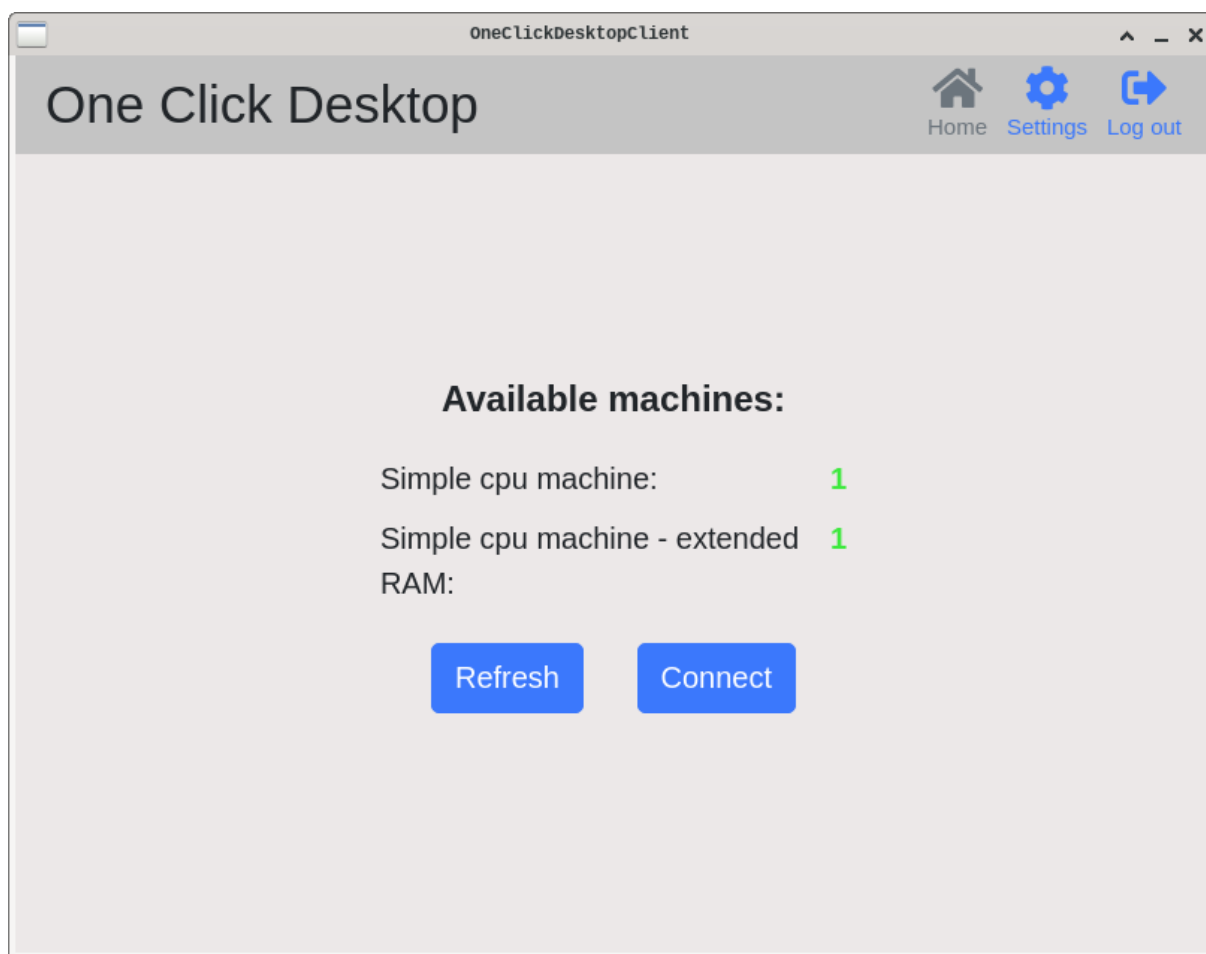 OneClickDesktopClient
One Click Desktop
Home Settings Log out
Available machines:
Simple cpu machine: 1
Simple cpu machine - extended 1
RAM:
Refresh Connect